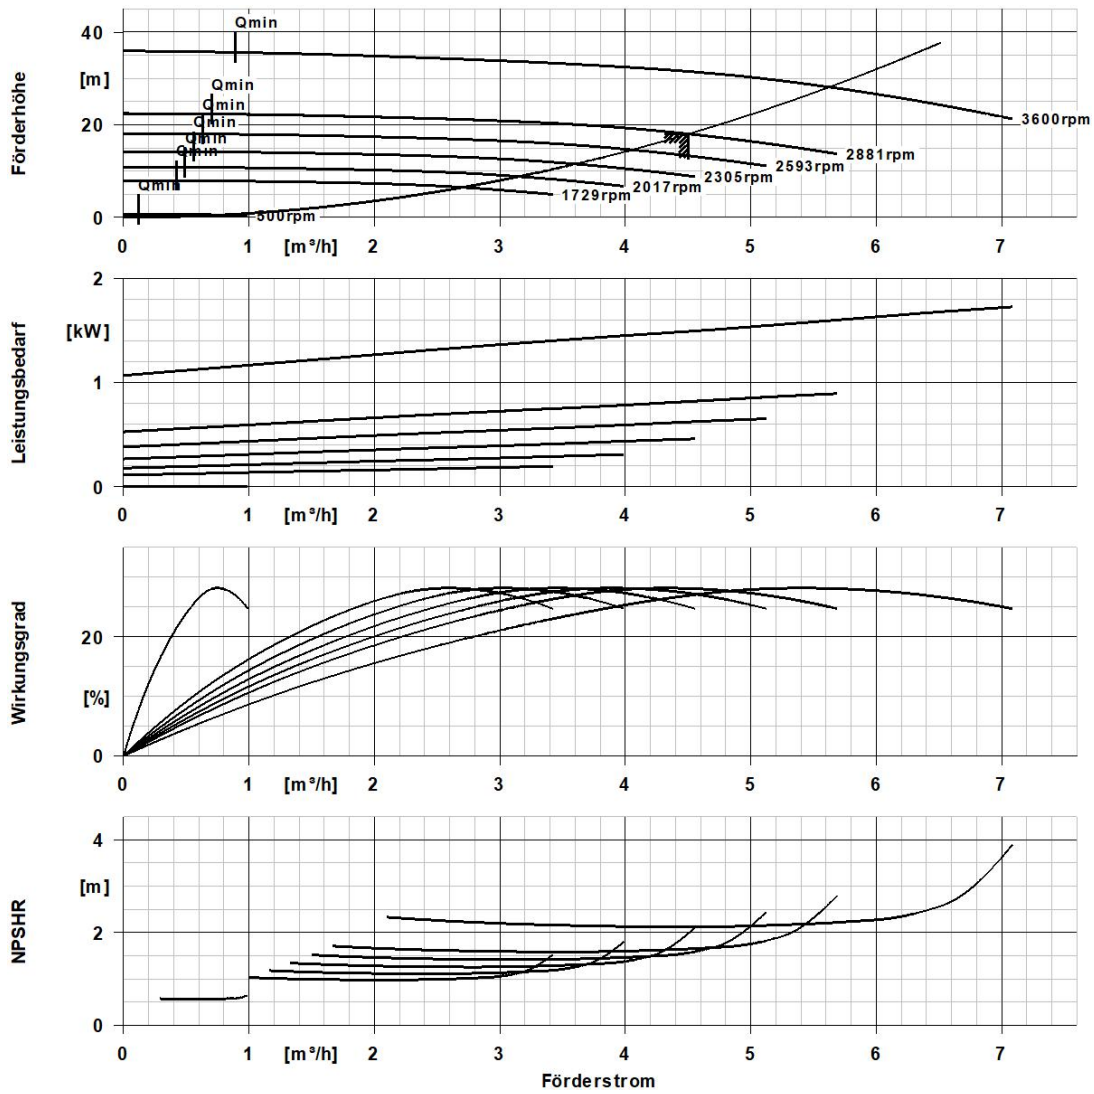 Förderhöhe
[m]
40
20
0
Qmin
Qmin
Qmin
Qmin
Qmin
Qmin
Qmin
3600rpm
2881rpm
2593rpm
2305rpm
2017rpm
1729rpm
500rpm
0 1 [m³/h] 2 3 4 5 6 7
Leistungsbedarf
[kW]
2
1
0
0 1 [m³/h] 2 3 4 5 6 7
Wirkungsgrad
[%]
20
0
0 1 [m³/h] 2 3 4 5 6 7
NPSHR
[m]
4
2
0
0 1 [m³/h] 2 3 4 5 6 7
Förderstrom